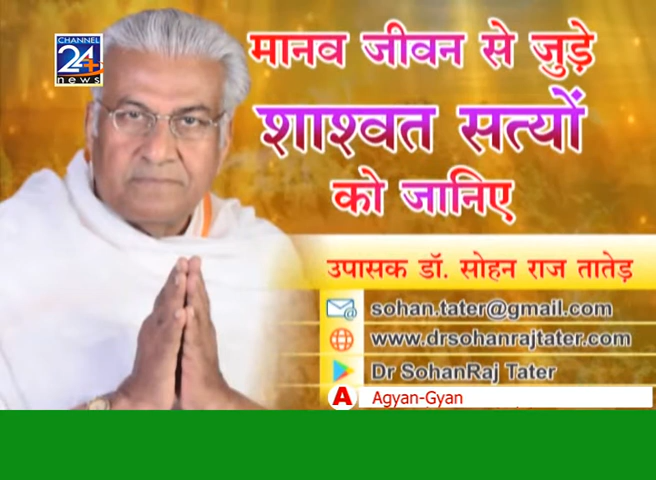 CHANNEL
24+
news
मानव जीवन से जुड़े
शाश्वत सत्यों
को जानिए
उपासक डॉ. सोहन राज तातेड़
sohan.tater@gmail.com
www.drsohanrajtater.com
Dr SohanRaj Tater
A Agyan-Gyan